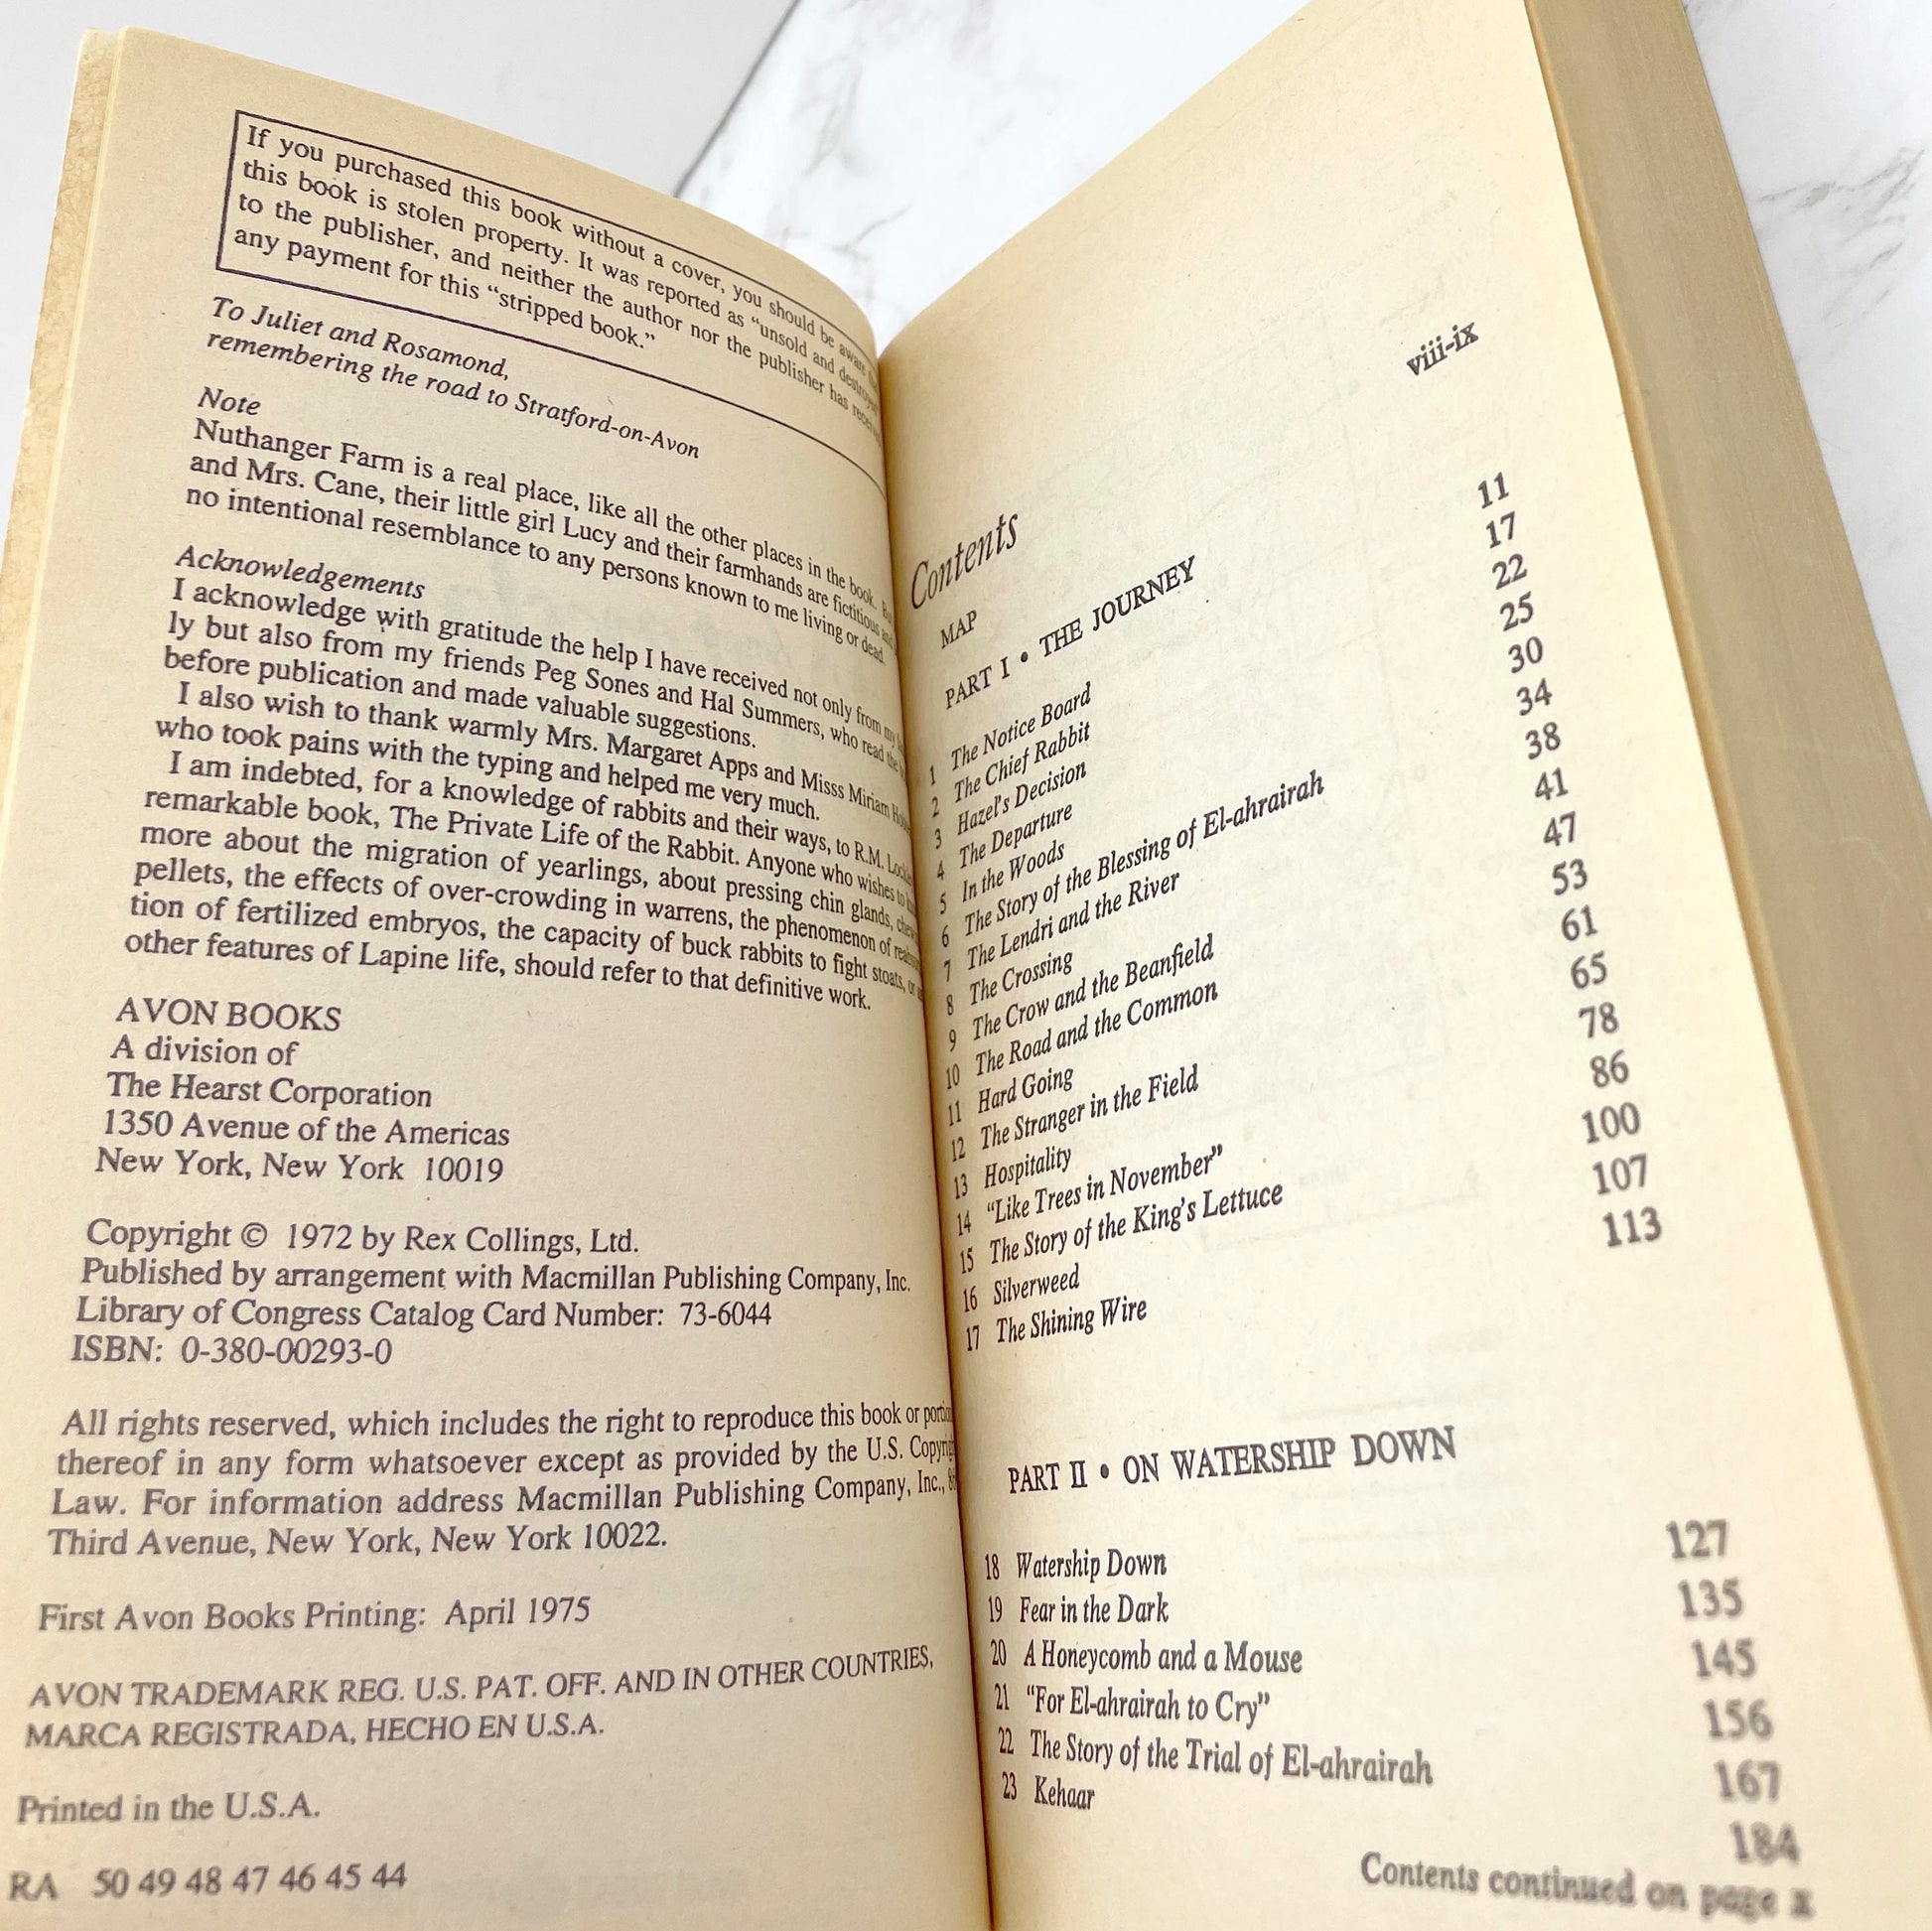 If you purchased this book without a cover, you should be aware
this book is stolen property. It was reported as "unsold and destroyed"
to the publisher, and neither the author nor the publisher has received
any payment for this "stripped book."
To Juliet and Rosamond,
remembering the road to Stratford-on-Avon
Note
Nuthanger Farm is a real place, like all the other places in the book. But
and Mrs. Cane, their little girl Lucy and their farmhands are fictitious and
no intentional resemblance to any persons known to me living or dead.
Acknowledgements
I acknowledge with gratitude the help I have received not only from my
ly but also from my friends Peg Sones and Hal Summers, who read the
before publication and made valuable suggestions.
I also wish to thank warmly Mrs. Margaret Apps and Misss Miriam
who took pains with the typing and helped me very much.
I am indebted, for a knowledge of rabbits and their ways, to R.M.
remarkable book, The Private Life of the Rabbit. Anyone who wishes to
more about the migration of yearlings, about pressing chin glands,
pellets, the effects of over-crowding in warrens, the phenomenon of
tion of fertilized embryos, the capacity of buck rabbits to fight stoats, or
other features of Lapine life, should refer to that definitive work.
AVON BOOKS
A division of
The Hearst Corporation
1350 Avenue of the Americas
New York, New York 10019
Copyright © 1972 by Rex Collings, Ltd.
Published by arrangement with Macmillan Publishing Company, Inc.
Library of Congress Catalog Card Number: 73-6044
ISBN: 0-380-00293-0
All rights reserved, which includes the right to reproduce this book or
thereof in any form whatsoever except as provided by the U.S.
Law. For information address Macmillan Publishing Company, Inc.,
Third Avenue, New York, New York 10022.
First Avon Books Printing: April 1975
AVON TRADEMARK REG. U.S. PAT. OFF. AND IN OTHER COUNTRIES,
MARCA REGISTRADA, HECHO EN U.S.A.
Printed in the U.S.A.
RA 50 49 48 47 46 45 44
Contents
MAP viii-ix
PART I • THE JOURNEY
1 The Notice Board 11
2 The Chief Rabbit 17
3 Hazel's Decision 22
4 The Departure 25
5 In the Woods 30
6 The Story of the Blessing of El-ahrairah 34
7 The Lendri and the River 38
8 The Crossing 41
9 The Crow and the Beanfield 47
10 The Road and the Common 53
11 Hard Going 61
12 The Stranger in the Field 65
13 Hospitality 78
14 "Like Trees in November" 86
15 The Story of the King's Lettuce 100
16 Silverweed 107
17 The Shining Wire 113
PART II • ON WATERSHIP DOWN
18 Watership Down 127
19 Fear in the Dark 135
20 A Honeycomb and a Mouse 145
21 "For El-ahrairah to Cry" 156
22 The Story of the Trial of El-ahrairah 167
23 Kehaar 184
Contents continued on page x